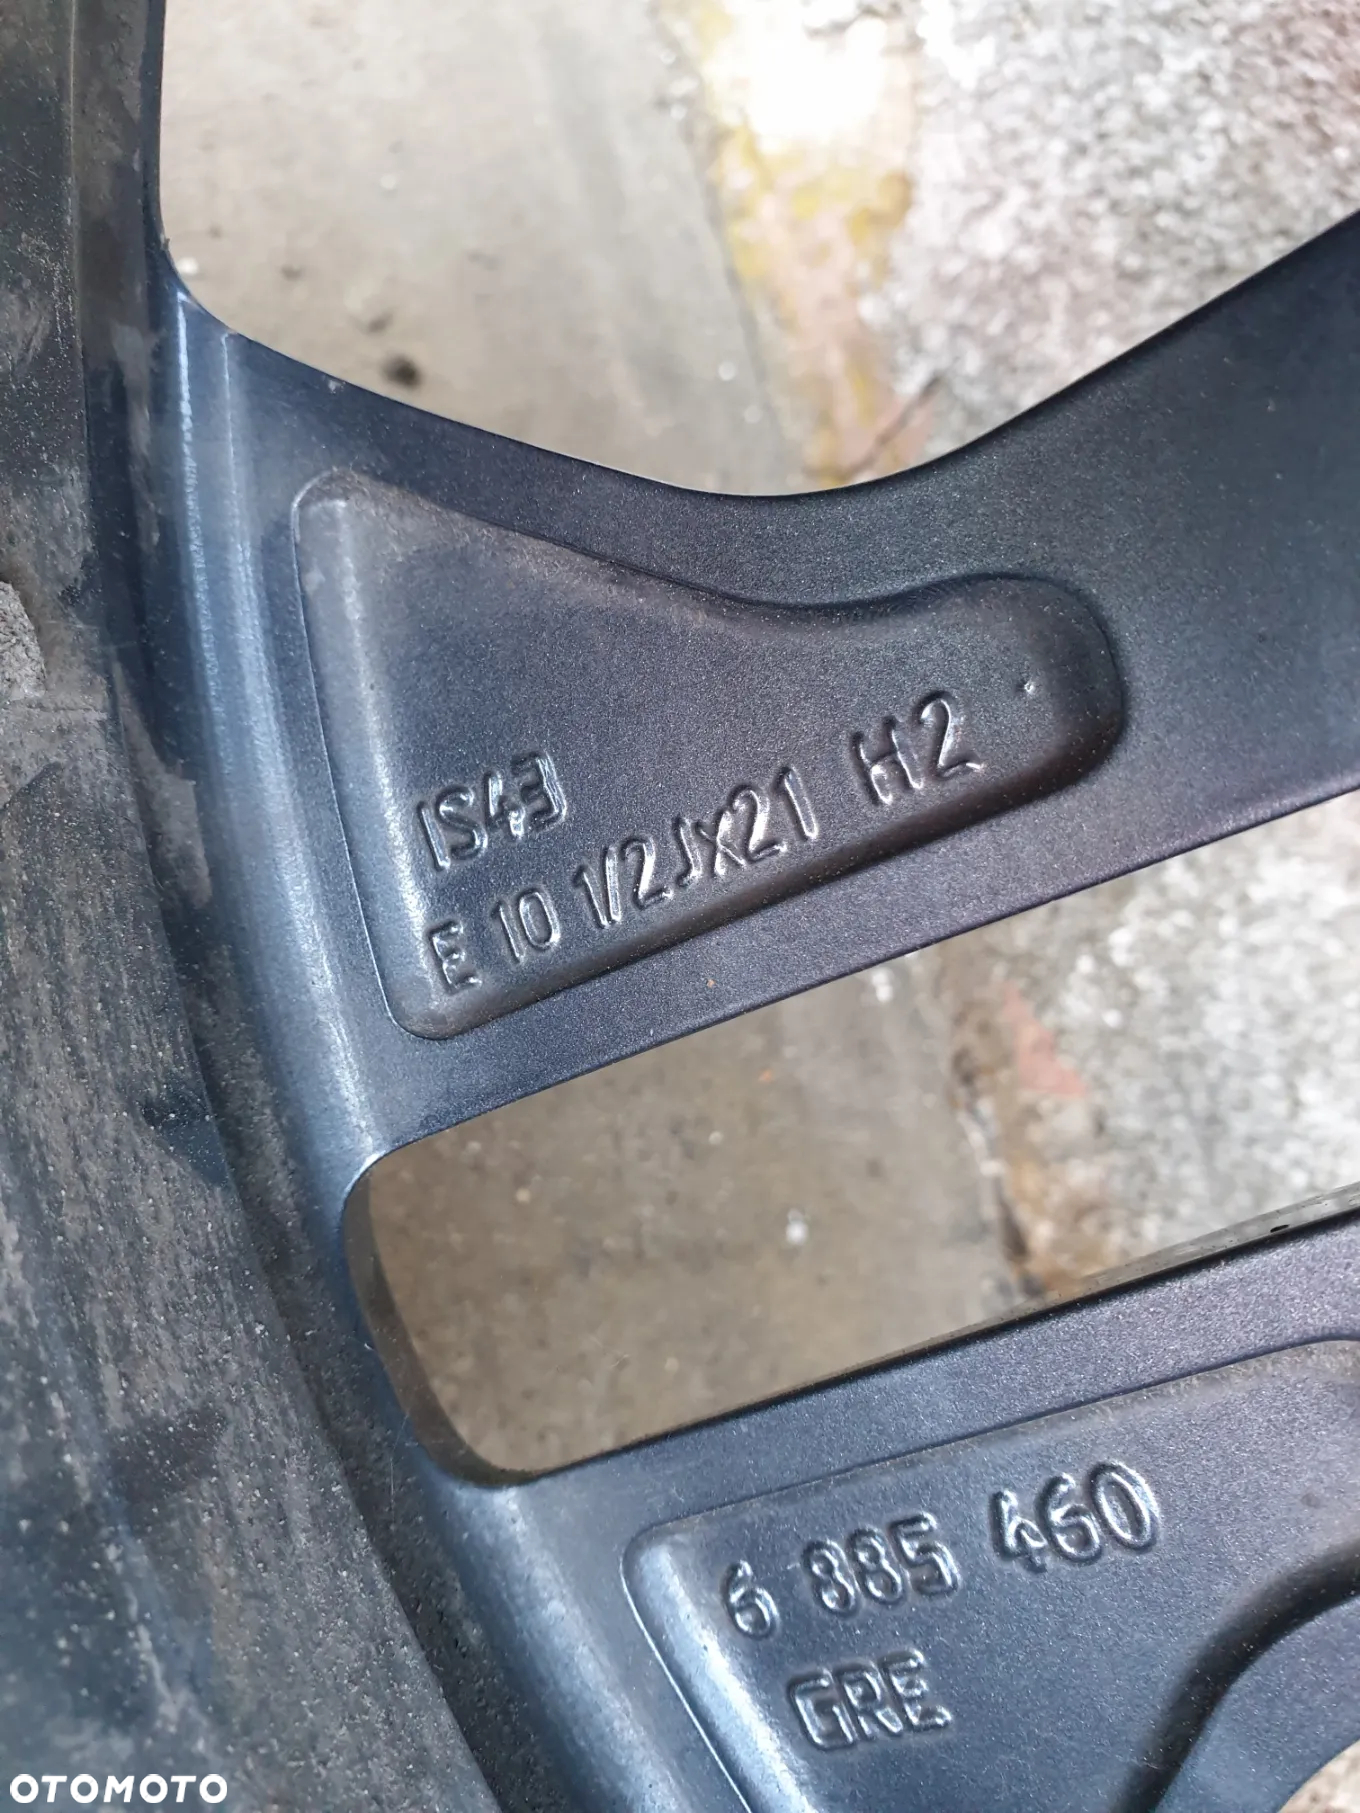 IS43
E 10 1/2Jx21 H2
6 885 460
GRE
OTOMOTO